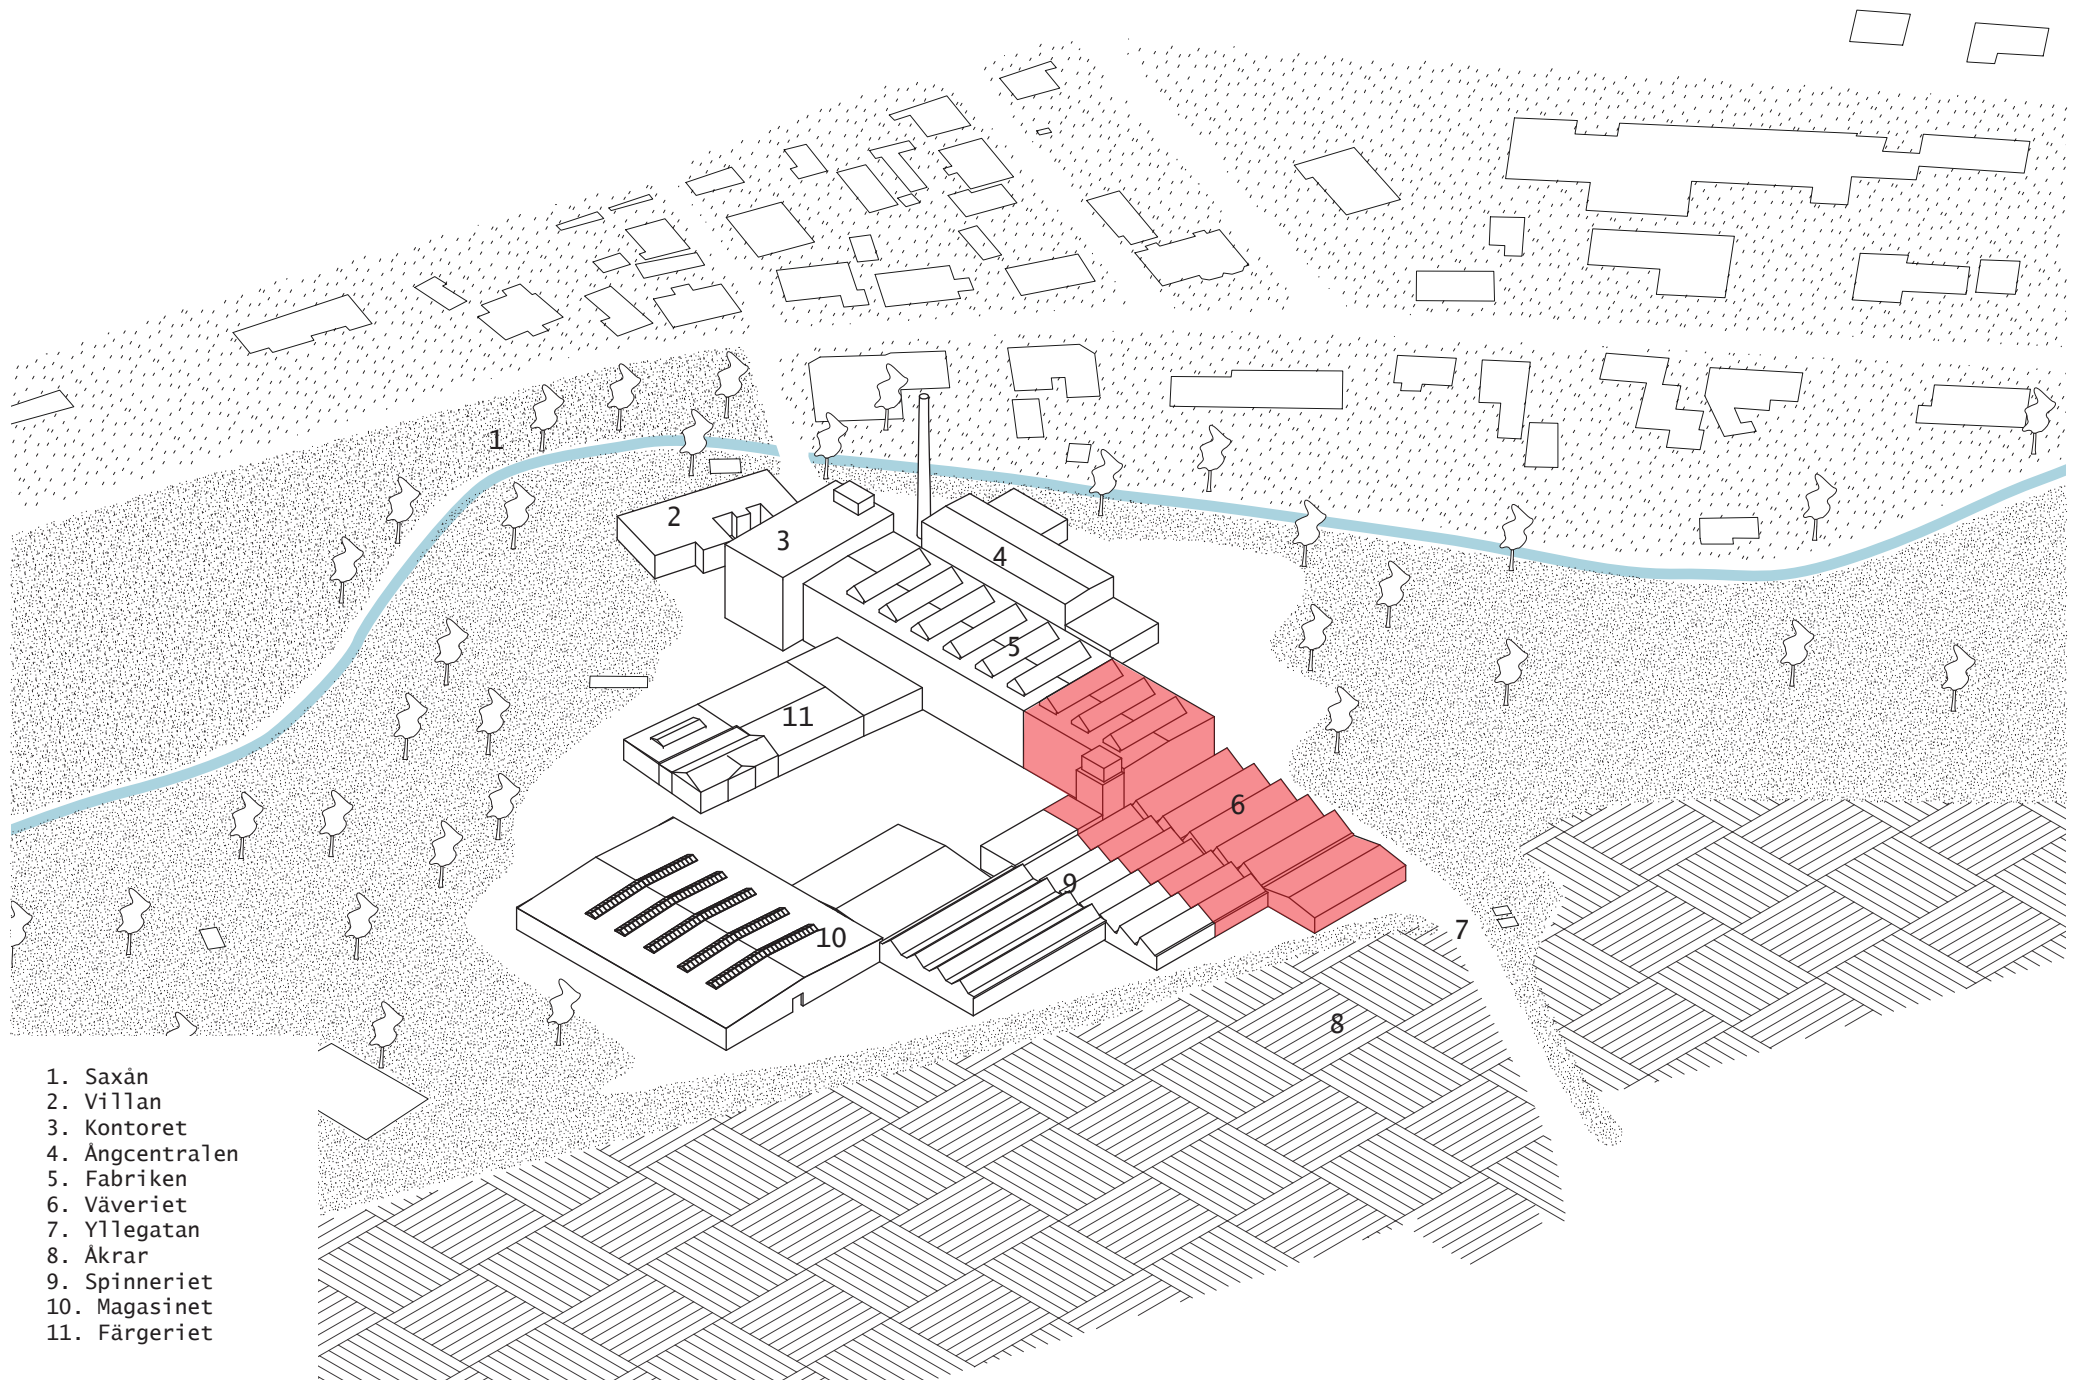 1
2
3
4
5
11
6
9
10
7
8
1. Saxån
2. Villan
3. Kontoret
4. Ångcentralen
5. Fabriken
6. Väveriet
7. Yllegatan
8. Åkrar
9. Spinneriet
10. Magasinet
11. Färgeriet